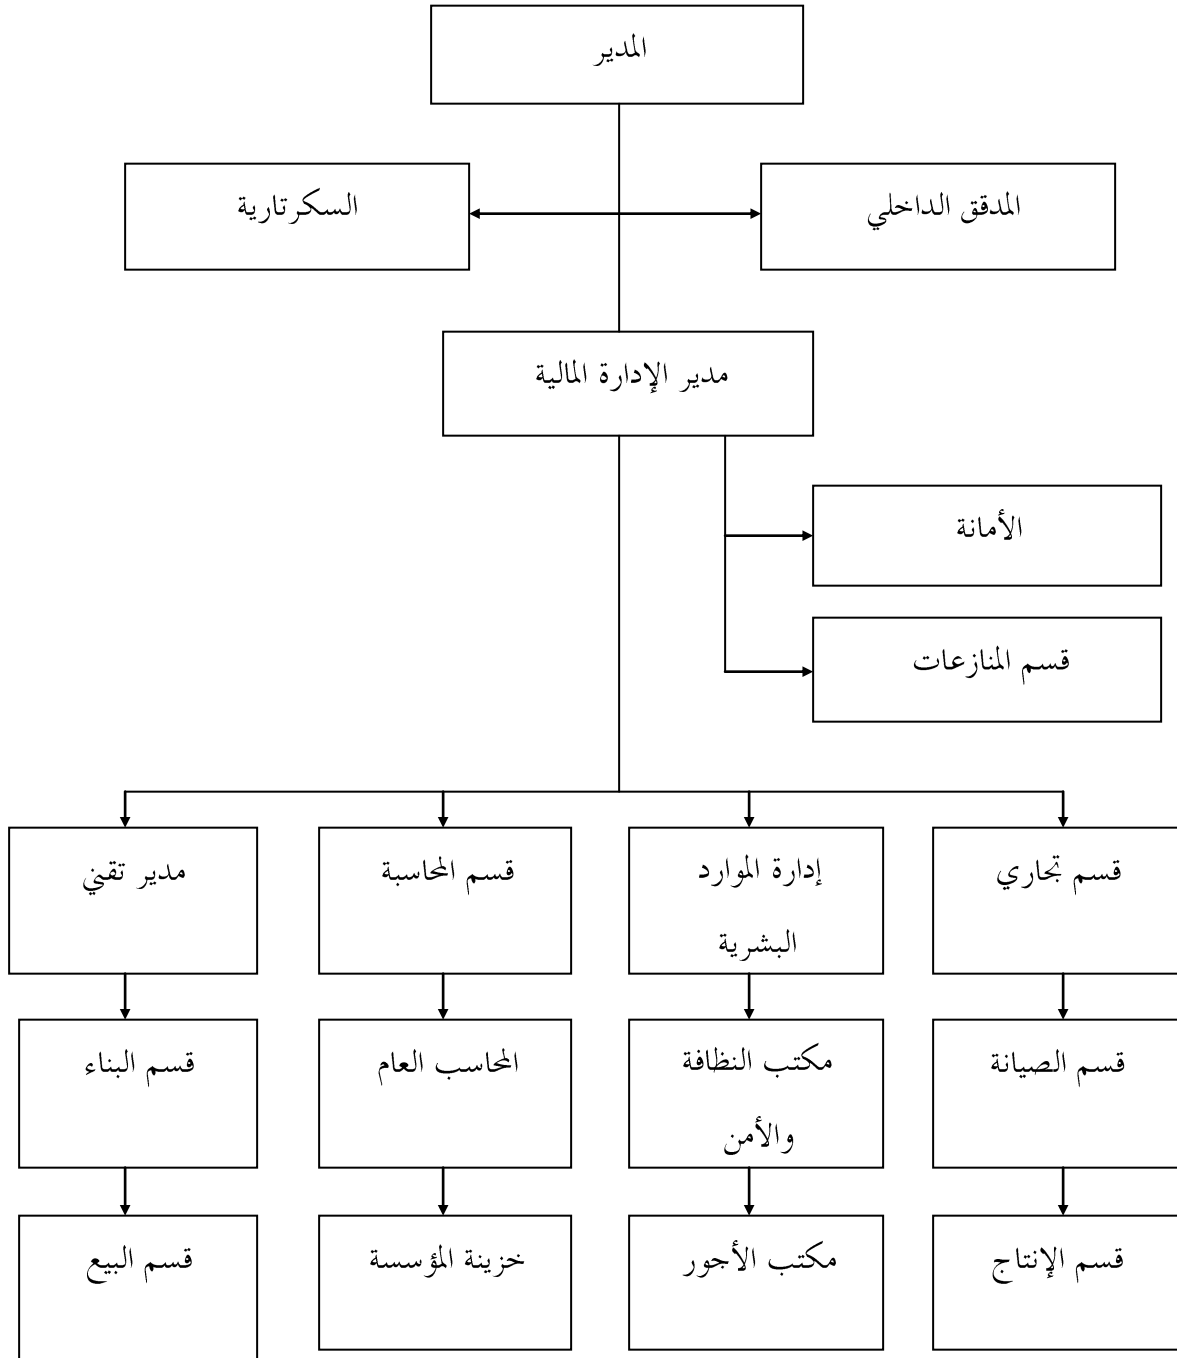 المدير
المدقق الداخلي
السكرتارية
مدير الإدارة المالية
الأمانة
قسم المنازعات
قسم تجاري
إدارة الموارد
البشرية
قسم المحاسبة
مدير تقني
قسم الصيانة
مكتب النظافة
والأمن
المحاسب العام
قسم البناء
قسم الإنتاج
مكتب الأجور
خزينة المؤسسة
قسم البيع